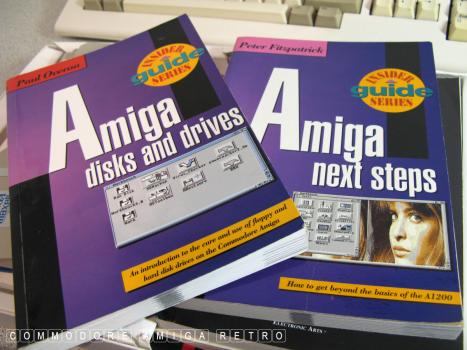 Paul Overaa
INSIDER
guide
SERIES
Amiga
disks and drives
An introduction to the care and use of floppy and
hard disk drives on the Commodore Amiga
Peter Fitzpatrick
INSIDER
guide
SERIES
Amiga
next steps
How to get beyond the basics of the A1200
ELECTRONIC ARTS
COMMODORE AMIGA RETRO